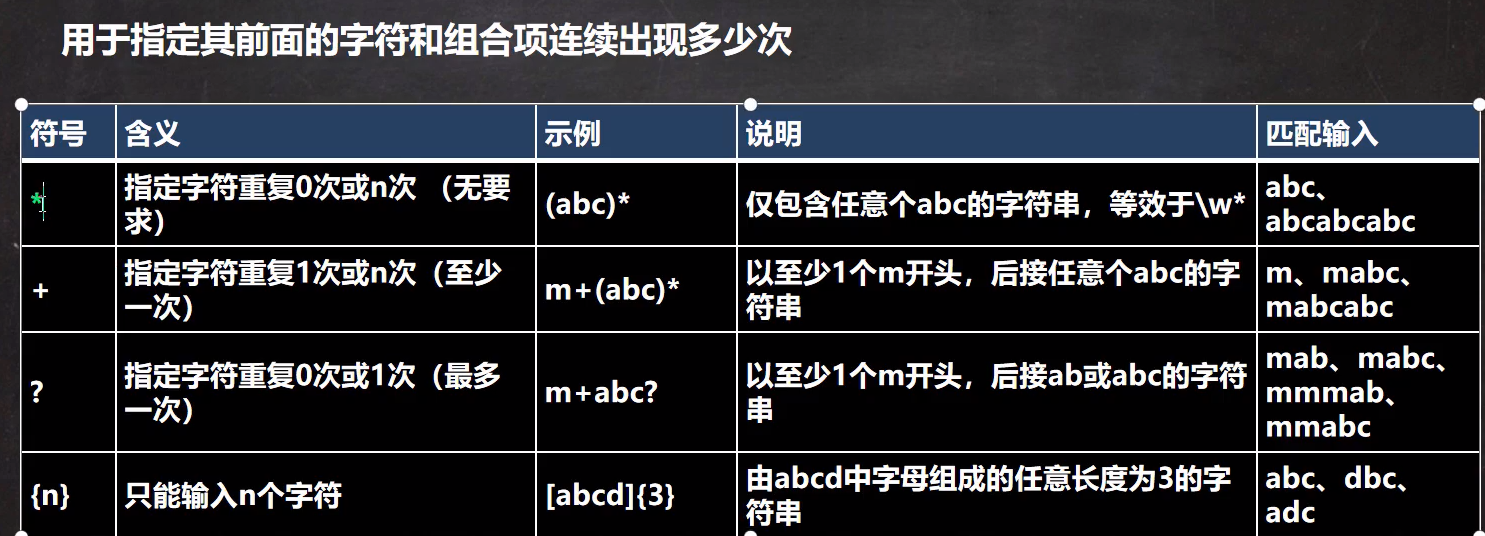 用于指定其前面的字符和组合项连续出现多少次
符号 含义 示例 说明 匹配输入
* 指定字符重复0次或n次 （无要
求） (abc)* 仅包含任意个abc的字符串，等效于\w* abc、
abcabcabc
+ 指定字符重复1次或n次（至少
一次） m+(abc)* 以至少1个m开头，后接任意个abc的字
符串 m、mabc、
mabcabc
? 指定字符重复0次或1次（最多
一次） m+abc? 以至少1个m开头，后接ab或abc的字符
串 mab、mabc、
mmmab、
mmabc
{n} 只能输入n个字符 [abcd]{3} 由abcd中字母组成的任意长度为3的字
符串 abc、dbc、
adc